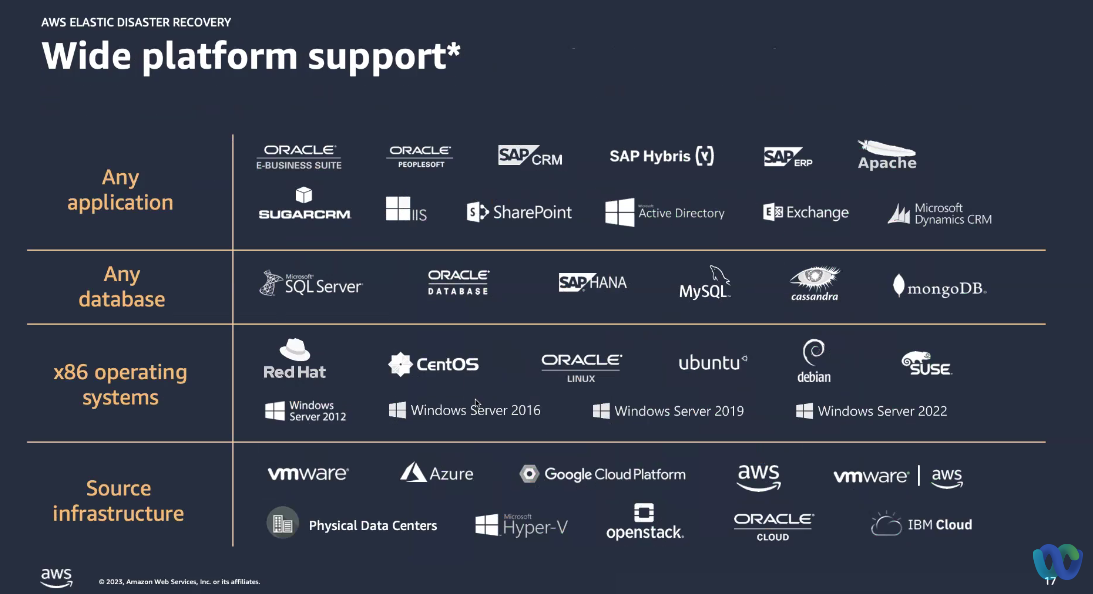 AWS ELASTIC DISASTER RECOVERY
Wide platform support*
Any
application
ORACLE
E-BUSINESS SUITE
ORACLE
PEOPLESOFT
SAP CRM
SAP Hybris (Y)
SAP ERP
Apache
SUGARCRM
IIS
S SharePoint
Microsoft
Active Directory
E Exchange
Microsoft
Dynamics CRM
Any
database
Microsoft
SQL Server
ORACLE
DATABASE
SAP HANA
MySQL
cassandra
mongoDB
x86 operating
systems
Red Hat
CentOS
ORACLE
LINUX
ubuntu
debian
SUSE
Windows
Server 2012
Windows Server 2016
Windows Server 2019
Windows Server 2022
Source
infrastructure
vmware
Azure
Google Cloud Platform
aws
vmware | aws
Physical Data Centers
Microsoft
Hyper-V
openstack.
ORACLE
CLOUD
IBM Cloud
aws
© 2023, Amazon Web Services, Inc. or its affiliates.
17